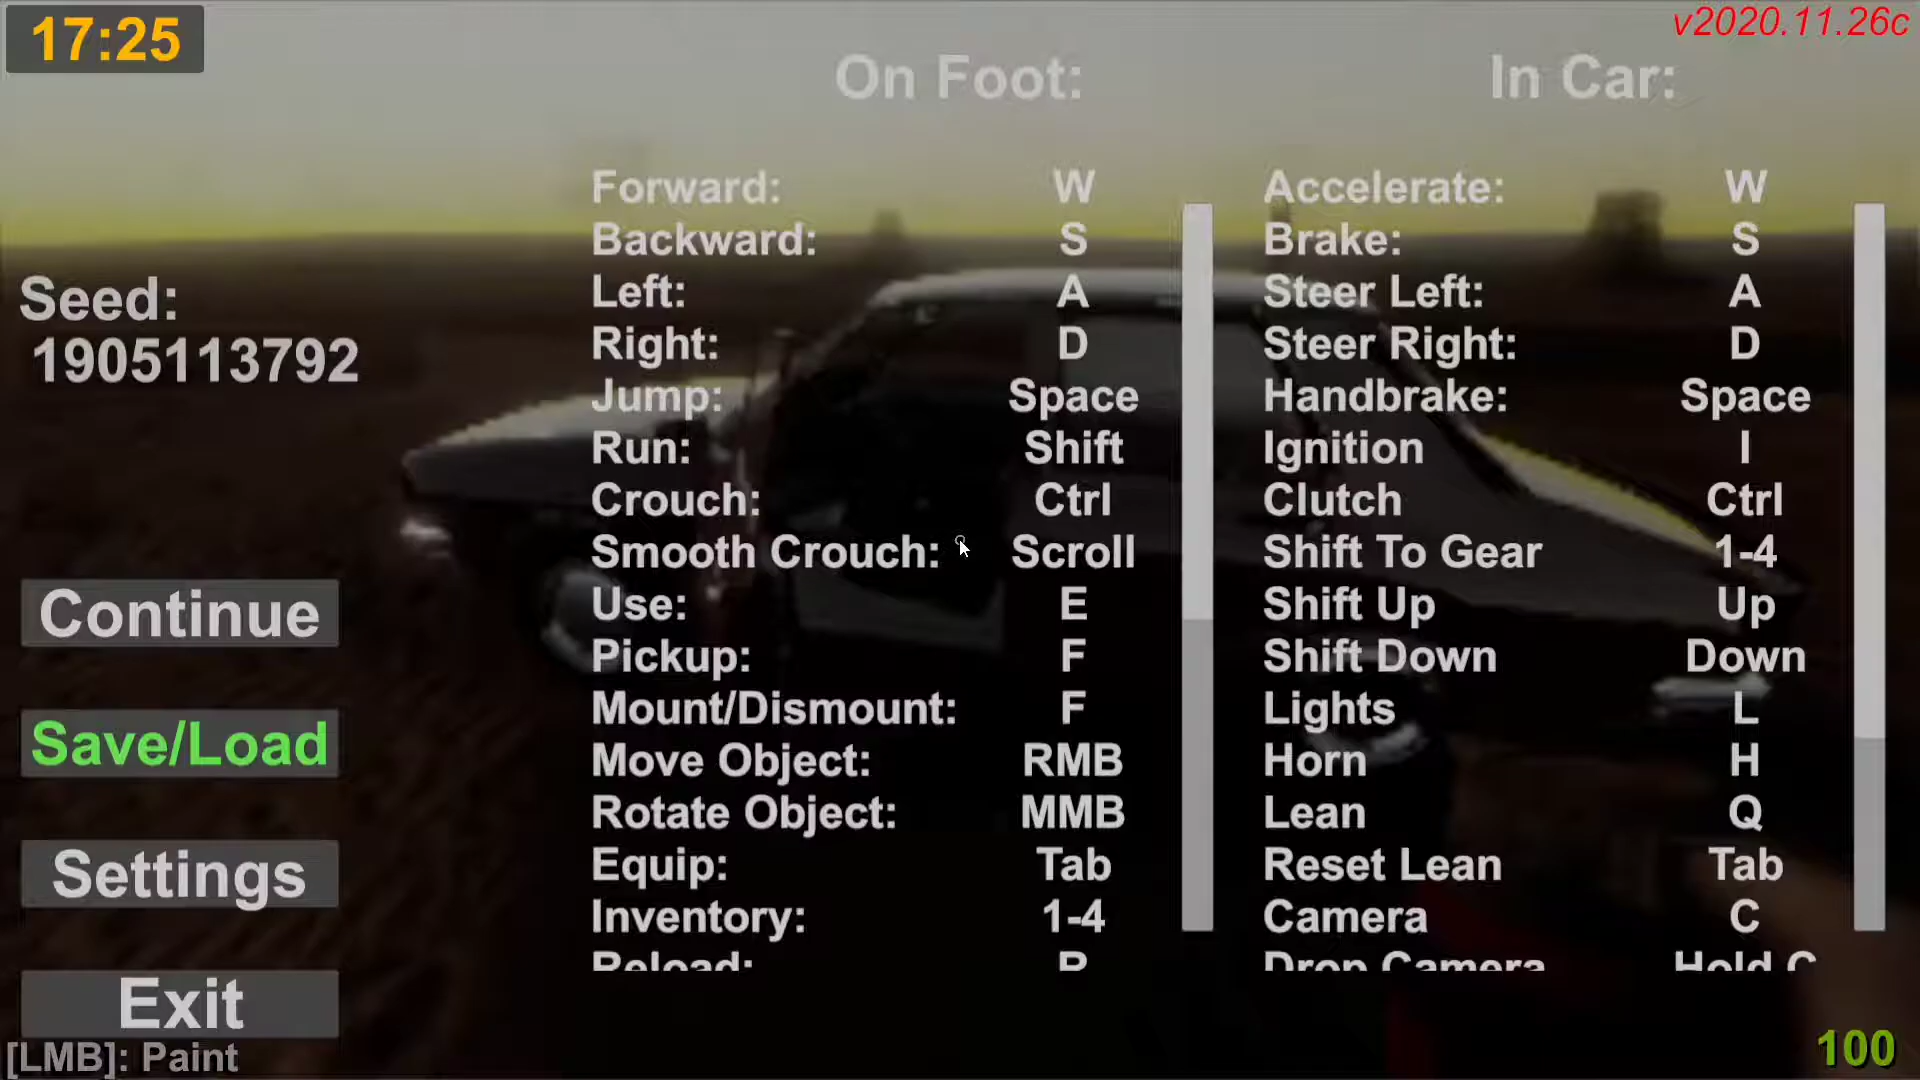 17:25
v2020.11.26c
On Foot:
In Car:
Forward: W
Backward: S
Left: A
Right: D
Jump: Space
Run: Shift
Crouch: Ctrl
Smooth Crouch: Scroll
Use: E
Pickup: F
Mount/Dismount: F
Move Object: RMB
Rotate Object: MMB
Equip: Tab
Inventory: 1-4
Reload: R
Accelerate: W
Brake: S
Steer Left: A
Steer Right: D
Handbrake: Space
Ignition I
Clutch Ctrl
Shift To Gear 1-4
Shift Up Up
Shift Down Down
Lights L
Horn H
Lean Q
Reset Lean Tab
Camera C
Drop Camera Hold C
Seed:
1905113792
Continue
Save/Load
Settings
Exit
[LMB]: Paint
100